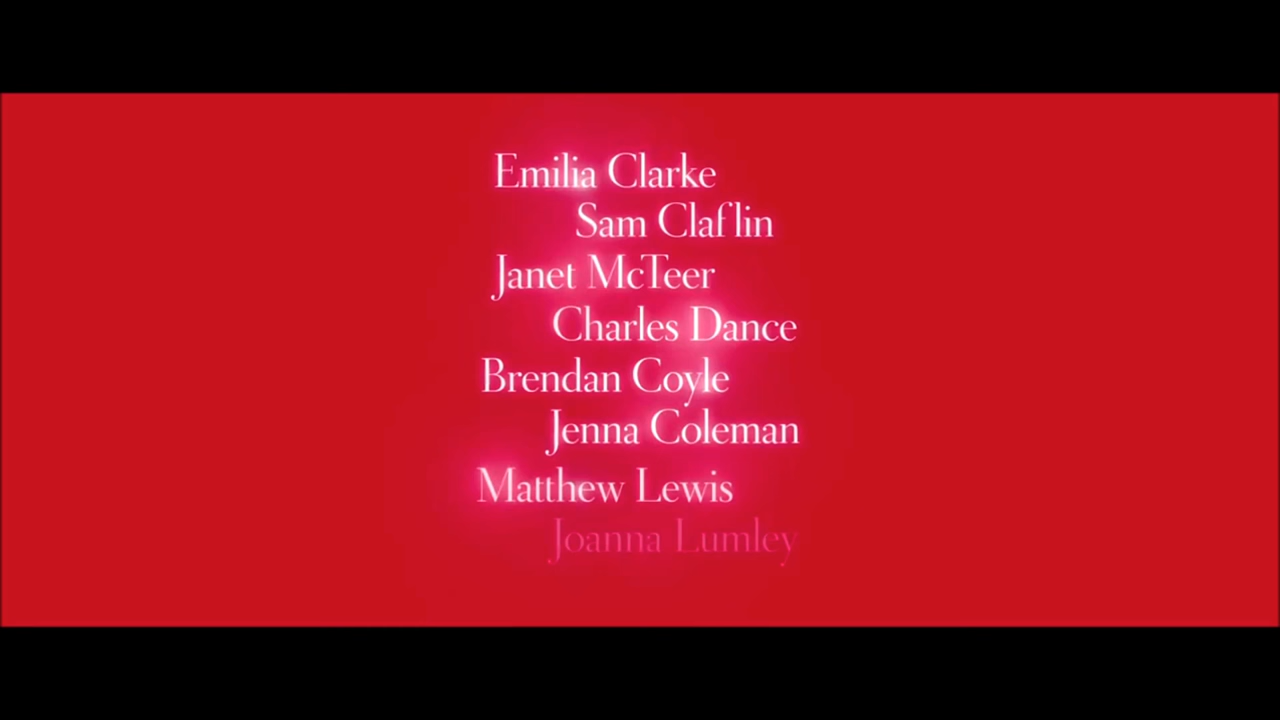 Emilia Clarke
Sam Claflin
Janet McTeer
Charles Dance
Brendan Coyle
Jenna Coleman
Matthew Lewis
Joanna Lumley